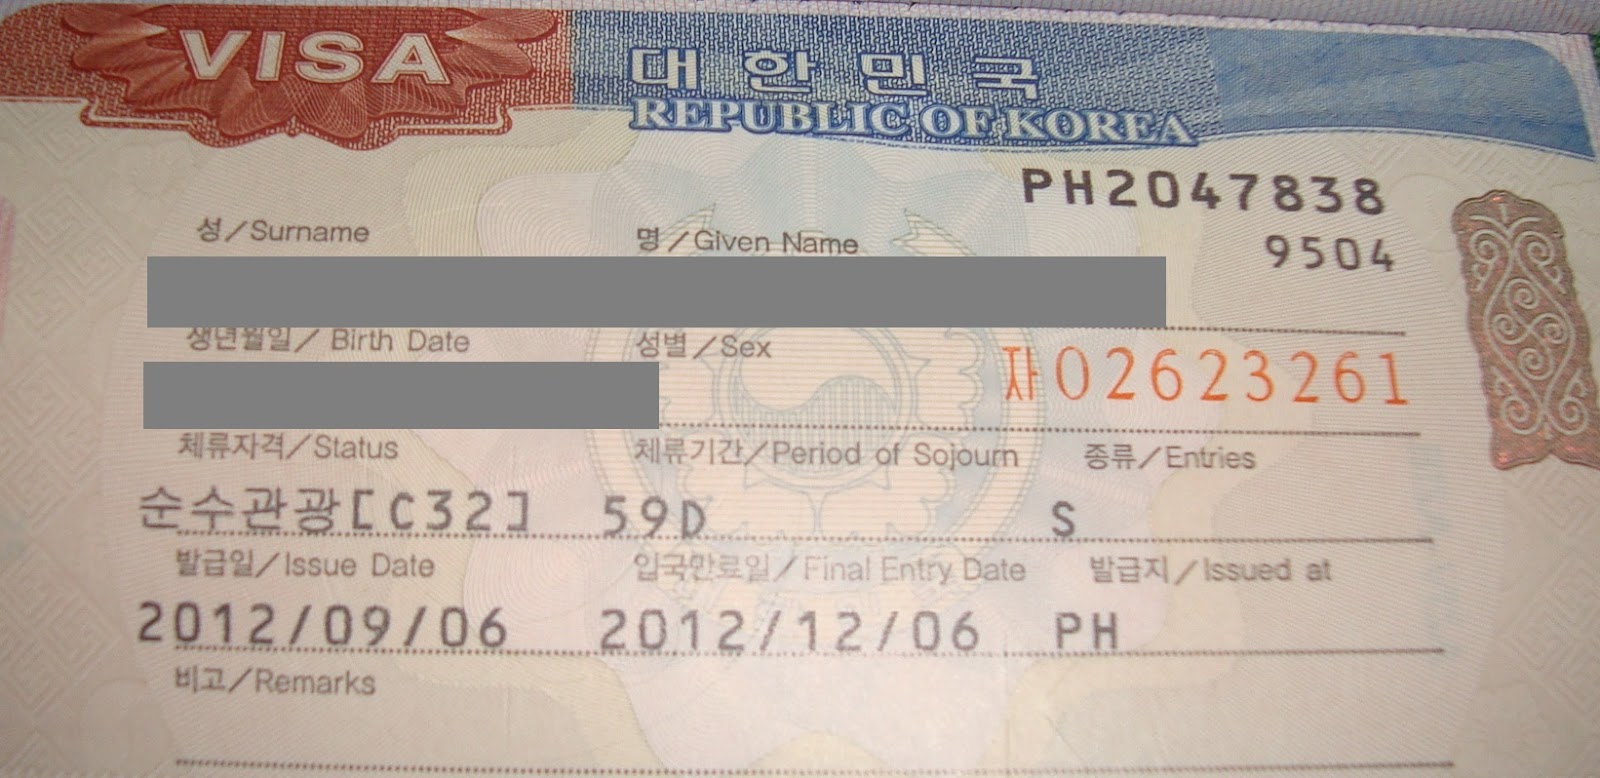 VISA 대한민국
REPUBLIC OF KOREA
PH2047838
성/Surname 명/Given Name 9504
생년월일/Birth Date 성별/Sex 자02623261
체류자격/Status 체류기간/Period of Sojourn 종류/Entries
순수관광[C32] 59D S
발급일/Issue Date 입국만료일/Final Entry Date 발급지/Issued at
2012/09/06 2012/12/06 PH
비고/Remarks